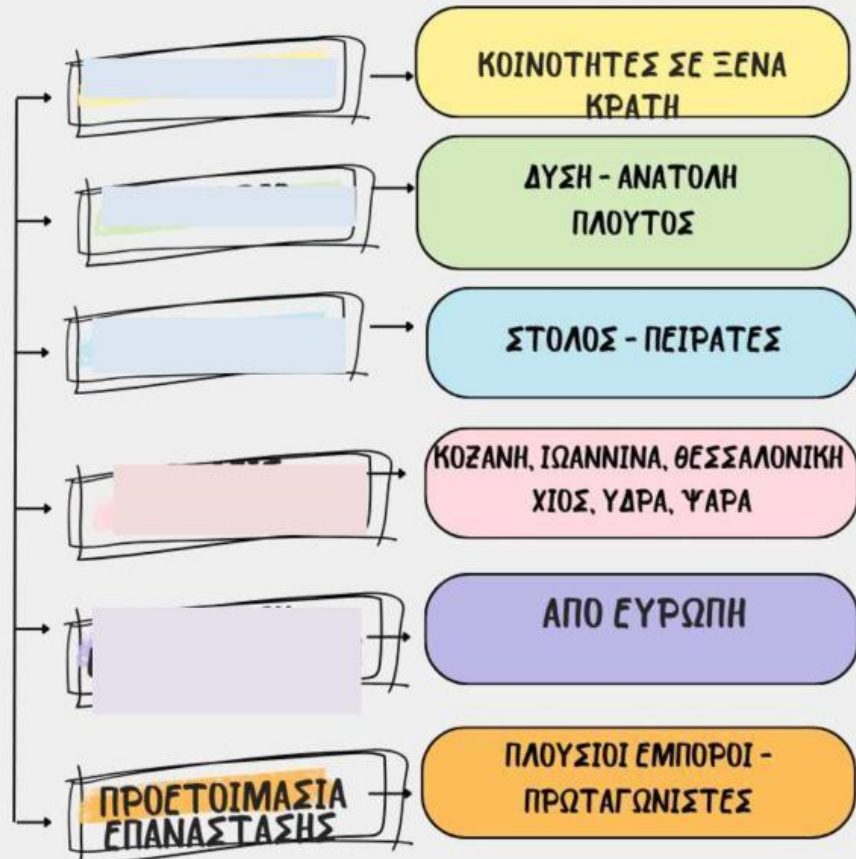 ΚΟΙΝΟΤΗΤΕΣ ΣΕ ΞΕΝΑ
ΚΡΑΤΗ
ΔΥΣΗ - ΑΝΑΤΟΛΗ
ΠΛΟΥΤΟΣ
ΣΤΟΛΟΣ - ΠΕΙΡΑΤΕΣ
ΚΟΖΑΝΗ, ΙΩΑΝΝΙΝΑ, ΘΕΣΣΑΛΟΝΙΚΗ
ΧΙΟΣ, ΥΔΡΑ, ΨΑΡΑ
ΑΠΟ ΕΥΡΩΠΗ
ΠΡΟΕΤΟΙΜΑΣΙΑ
ΕΠΑΝΑΣΤΑΣΗΣ
ΠΛΟΥΣΙΟΙ ΕΜΠΟΡΟΙ -
ΠΡΩΤΑΓΩΝΙΣΤΕΣ